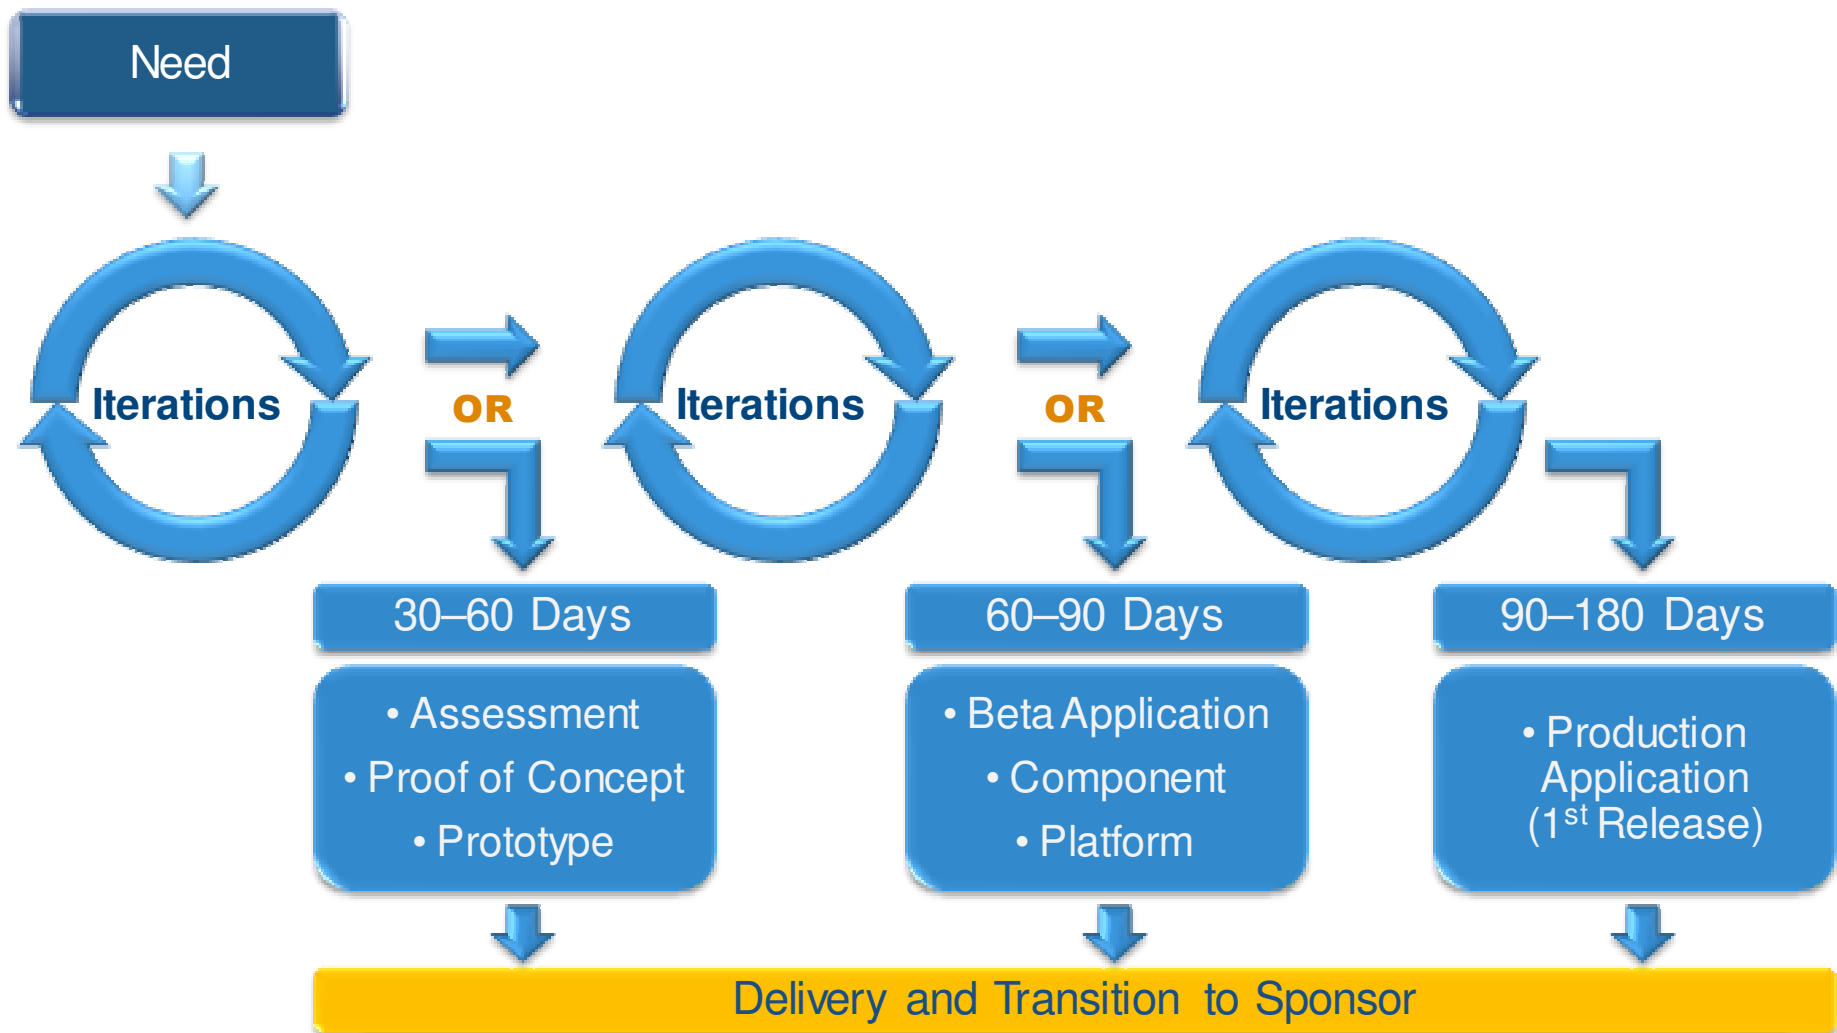 Need
Iterations
OR
Iterations
OR
Iterations
30–60 Days
• Assessment
• Proof of Concept
• Prototype
60–90 Days
• Beta Application
• Component
• Platform
90–180 Days
• Production
Application
(1st Release)
Delivery and Transition to Sponsor